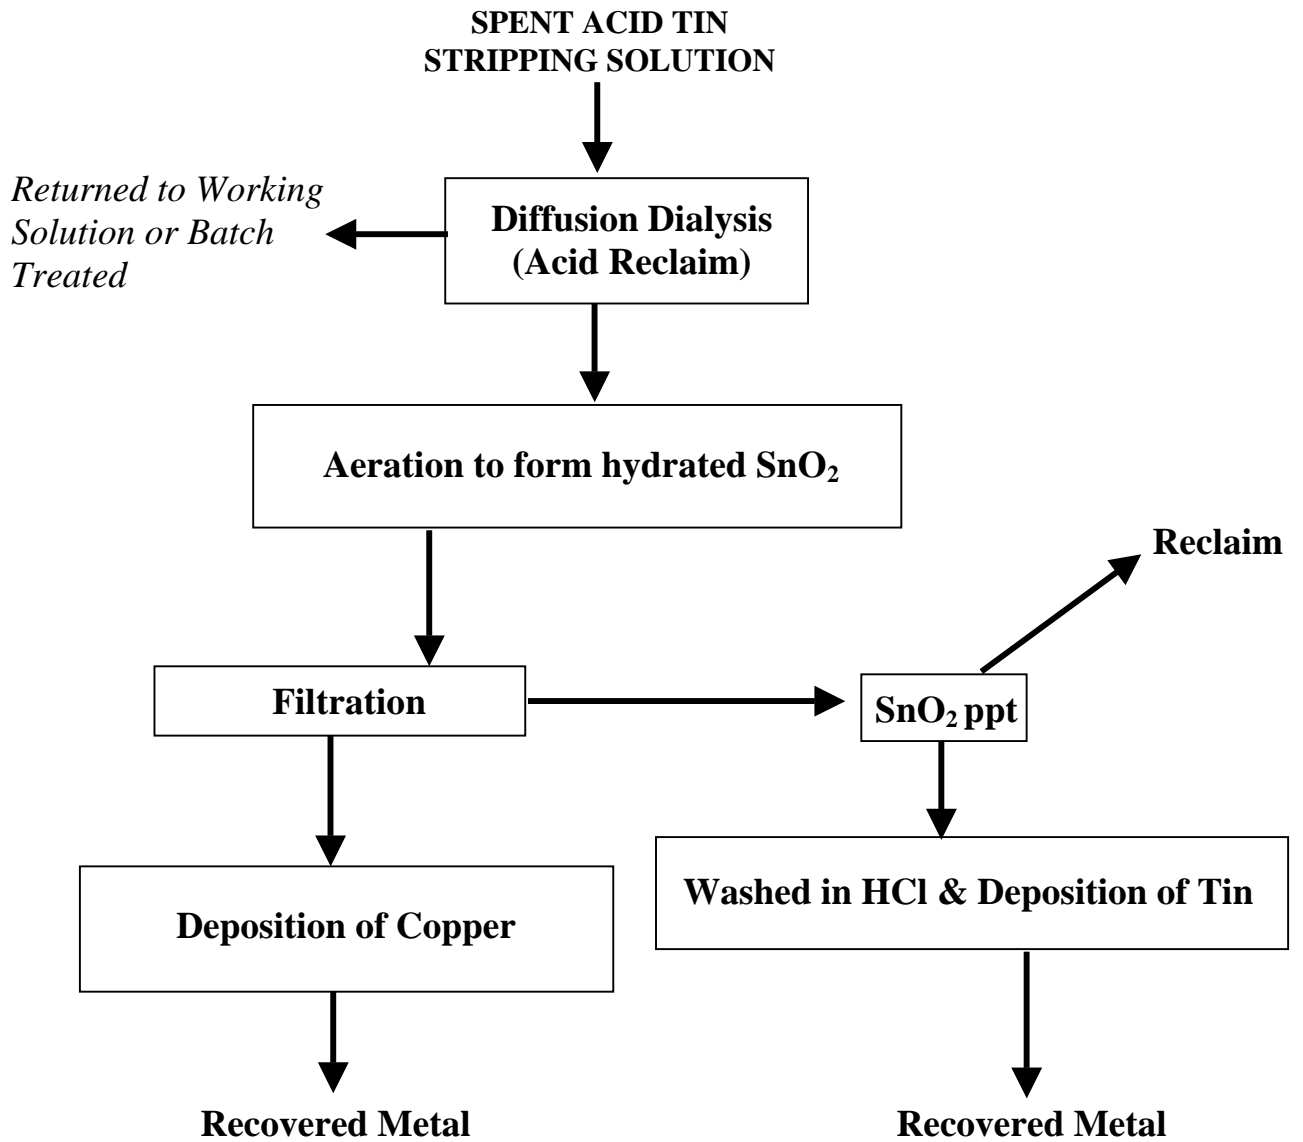 SPENT ACID TIN
STRIPPING SOLUTION
Returned to Working
Solution or Batch
Treated
Diffusion Dialysis
(Acid Reclaim)
Aeration to form hydrated SnO₂
Reclaim
Filtration
SnO₂ ppt
Washed in HCl & Deposition of Tin
Deposition of Copper
Recovered Metal
Recovered Metal